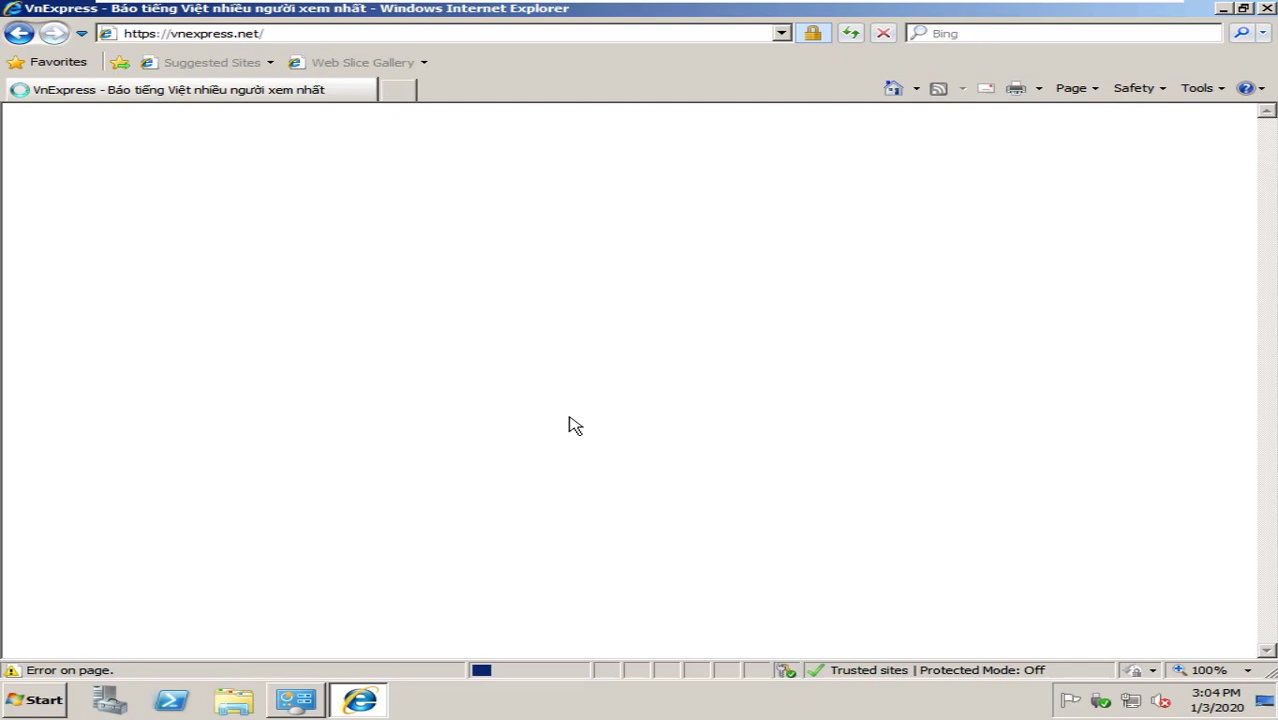 VnExpress - Báo tiếng Việt nhiều người xem nhất - Windows Internet Explorer
https://vnexpress.net/
Bing
Favorites Suggested Sites Web Slice Gallery
VnExpress - Báo tiếng Việt nhiều người xem nhất Page Safety Tools
Error on page. Trusted sites | Protected Mode: Off 100%
Start 3:04 PM
1/3/2020